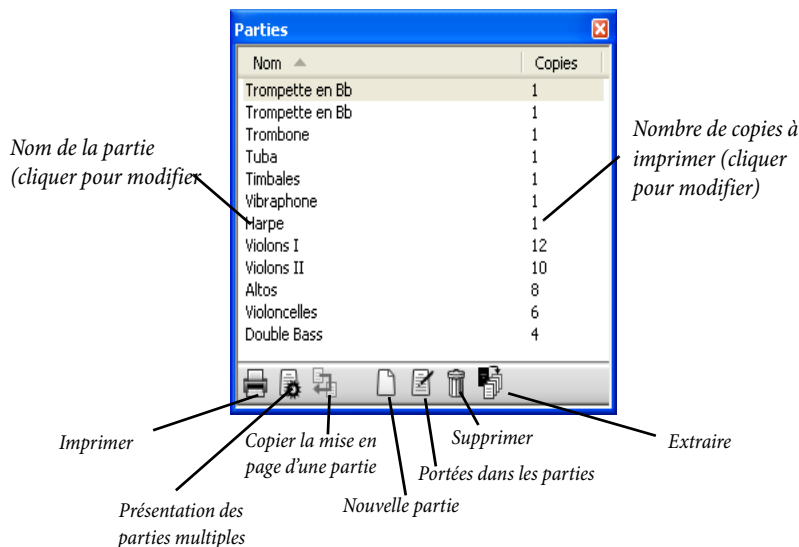 Parties
Nom Copies
Trompette en Bb 1
Trompette en Bb 1
Trombone 1
Tuba 1
Timbales 1
Vibraphone 1
Harpe 1
Violons I 12
Violons II 10
Altos 8
Violoncelles 6
Double Bass 4
Nom de la partie
(cliquer pour modifier
Nombre de copies à
imprimer (cliquer
pour modifier)
Imprimer
Présentation des
parties multiples
Copier la mise en
page d’une partie
Nouvelle partie
Portées dans les parties
Supprimer
Extraire